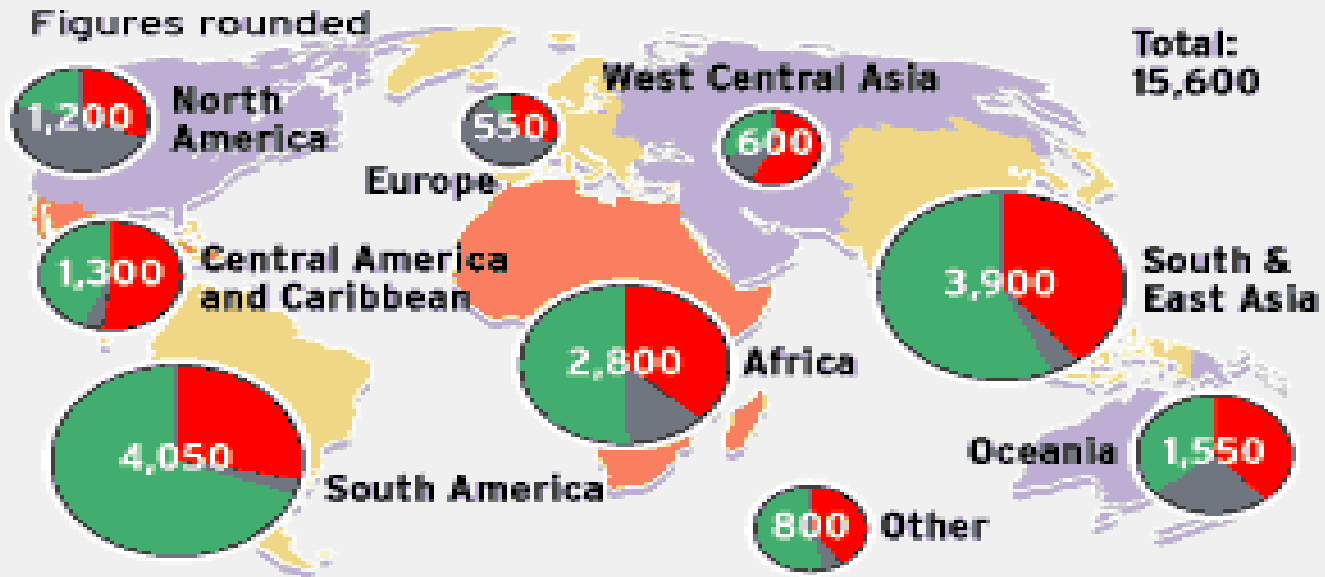 Figures rounded
Total:
15,600
West Central Asia
1,200
North
America
550
600
Europe
1,300
Central America
and Caribbean
3,900
South &
East Asia
2,800
Africa
4,050
South America
Oceania
1,550
800
Other